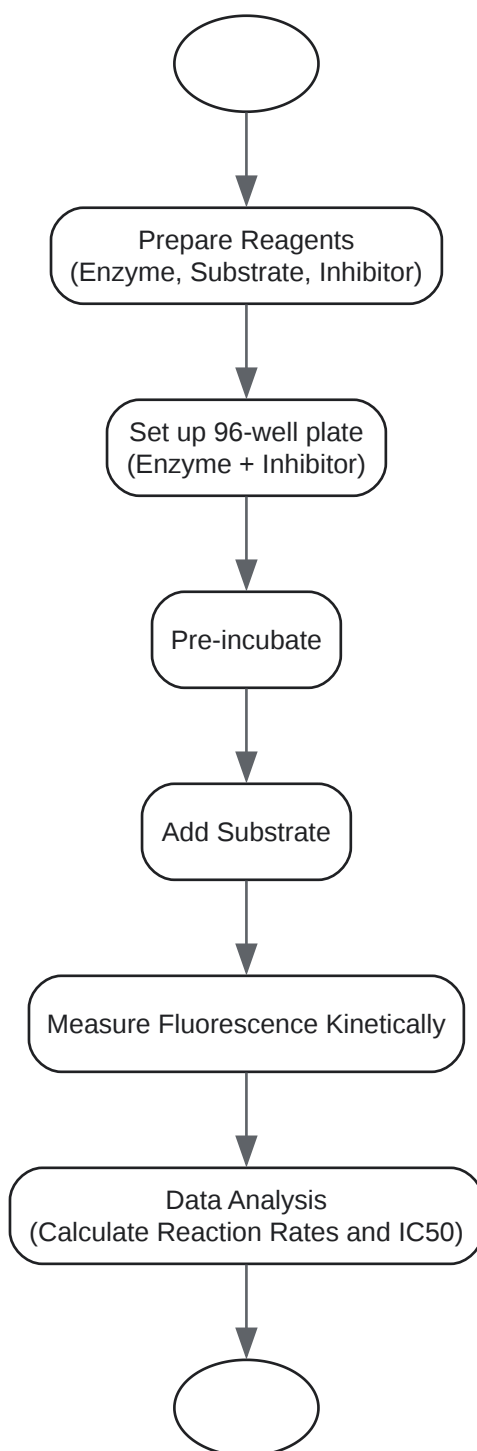 Prepare Reagents
(Enzyme, Substrate, Inhibitor)
Set up 96-well plate
(Enzyme + Inhibitor)
Pre-incubate
Add Substrate
Measure Fluorescence Kinetically
Data Analysis
(Calculate Reaction Rates and IC50)